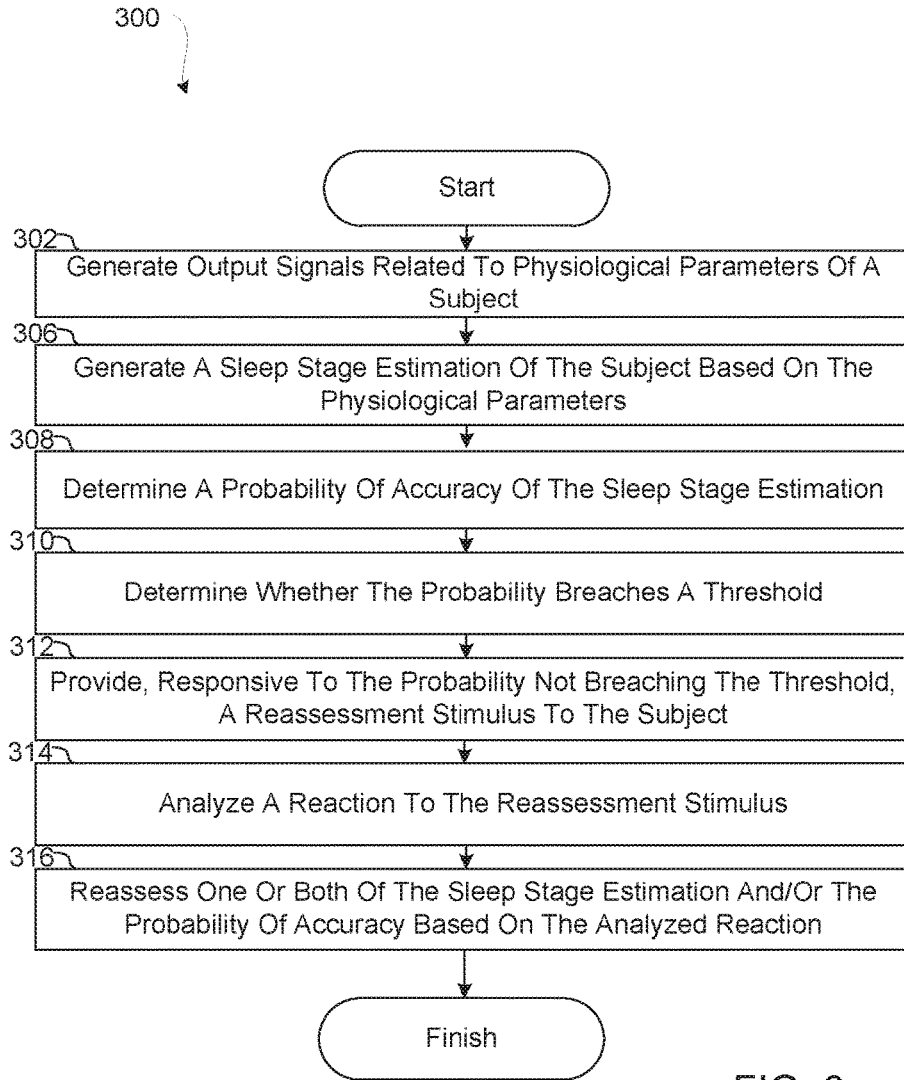 300
Start
302
Generate Output Signals Related To Physiological Parameters Of A
Subject
306
Generate A Sleep Stage Estimation Of The Subject Based On The
Physiological Parameters
308
Determine A Probability Of Accuracy Of The Sleep Stage Estimation
310
Determine Whether The Probability Breaches A Threshold
312
Provide, Responsive To The Probability Not Breaching The Threshold,
A Reassessment Stimulus To The Subject
314
Analyze A Reaction To The Reassessment Stimulus
316
Reassess One Or Both Of The Sleep Stage Estimation And/Or The
Probability Of Accuracy Based On The Analyzed Reaction
Finish